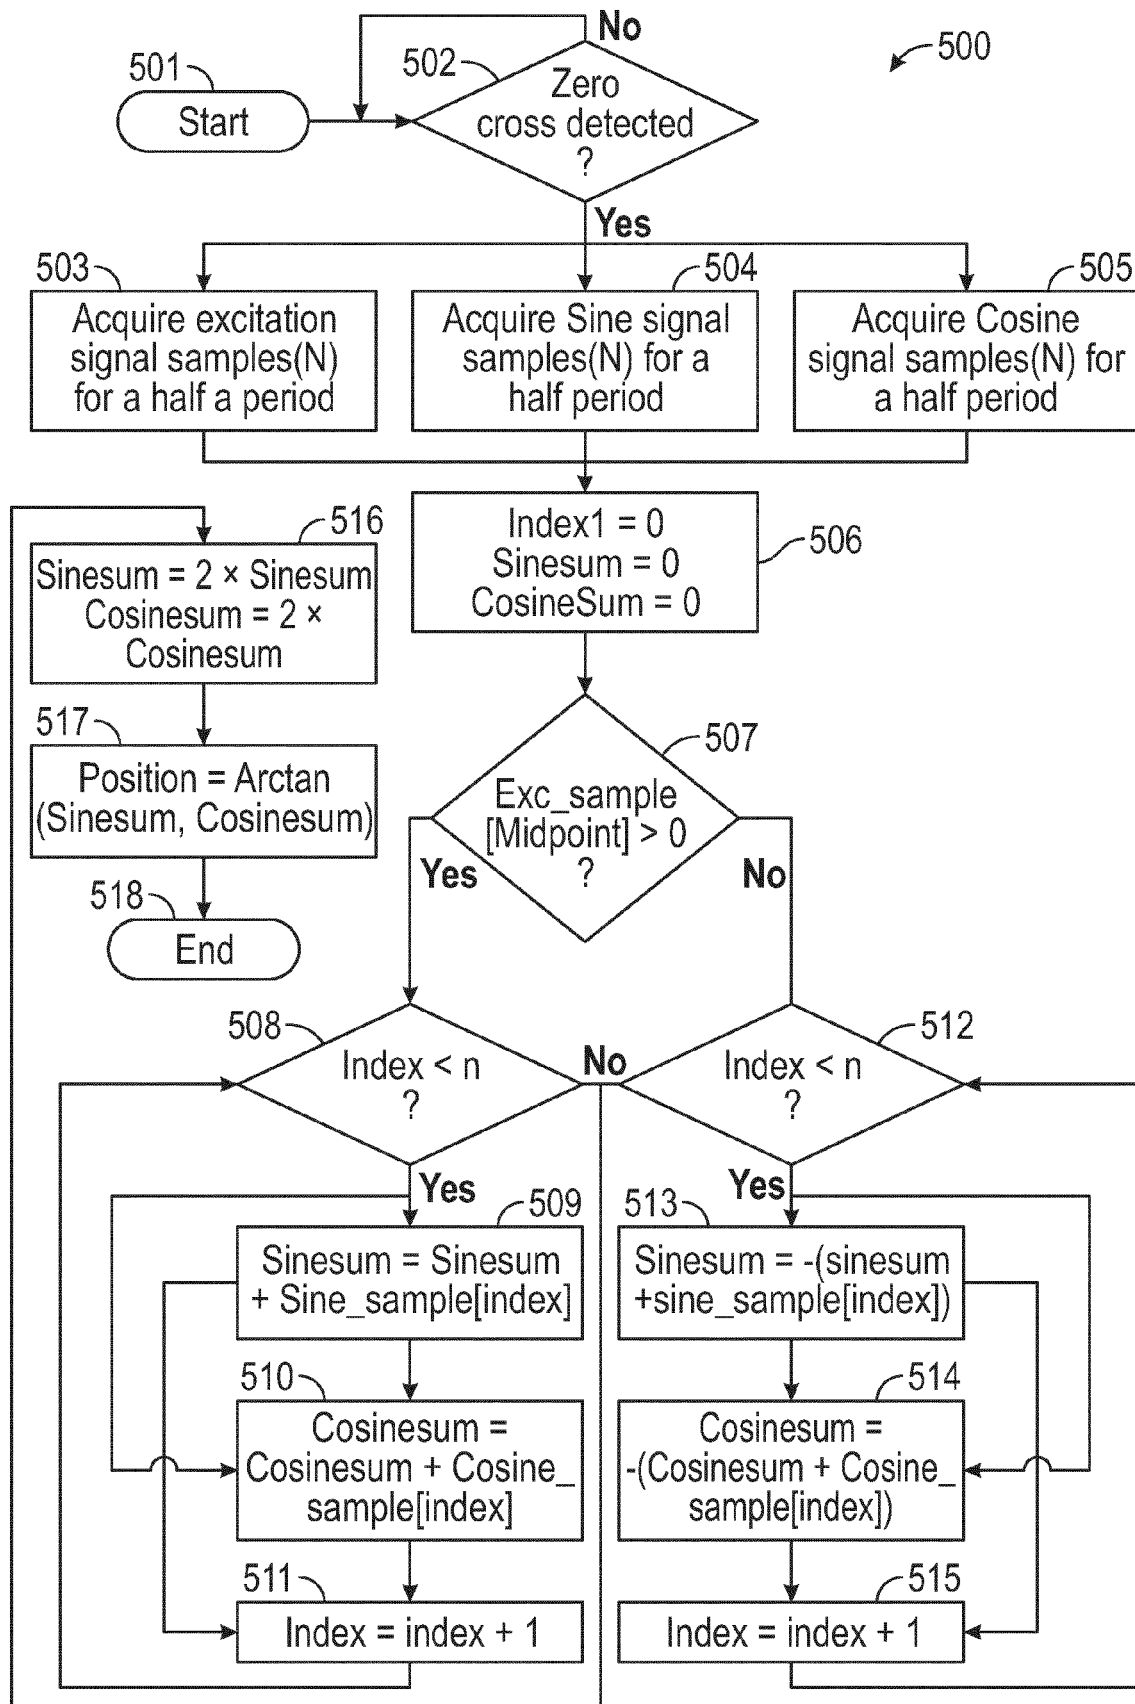 500
501
Start
502
No
Zero
cross detected
?
Yes
503
Acquire excitation
signal samples(N)
for a half a period
504
Acquire Sine signal
samples(N) for a
half period
505
Acquire Cosine
signal samples(N) for
a half period
506
Index1 = 0
Sinesum = 0
CosineSum = 0
516
Sinesum = 2 × Sinesum
Cosinesum = 2 ×
Cosinesum
517
Position = Arctan
(Sinesum, Cosinesum)
518
End
507
Exc_sample
[Midpoint] > 0
?
Yes
No
508
Index < n
?
No
512
Index < n
?
Yes
509
Sinesum = Sinesum
+ Sine_sample[index]
510
Cosinesum =
Cosinesum + Cosine_
sample[index]
511
Index = index + 1
Yes
513
Sinesum = -(sinesum
+sine_sample[index])
514
Cosinesum =
-(Cosinesum + Cosine_
sample[index])
515
Index = index + 1